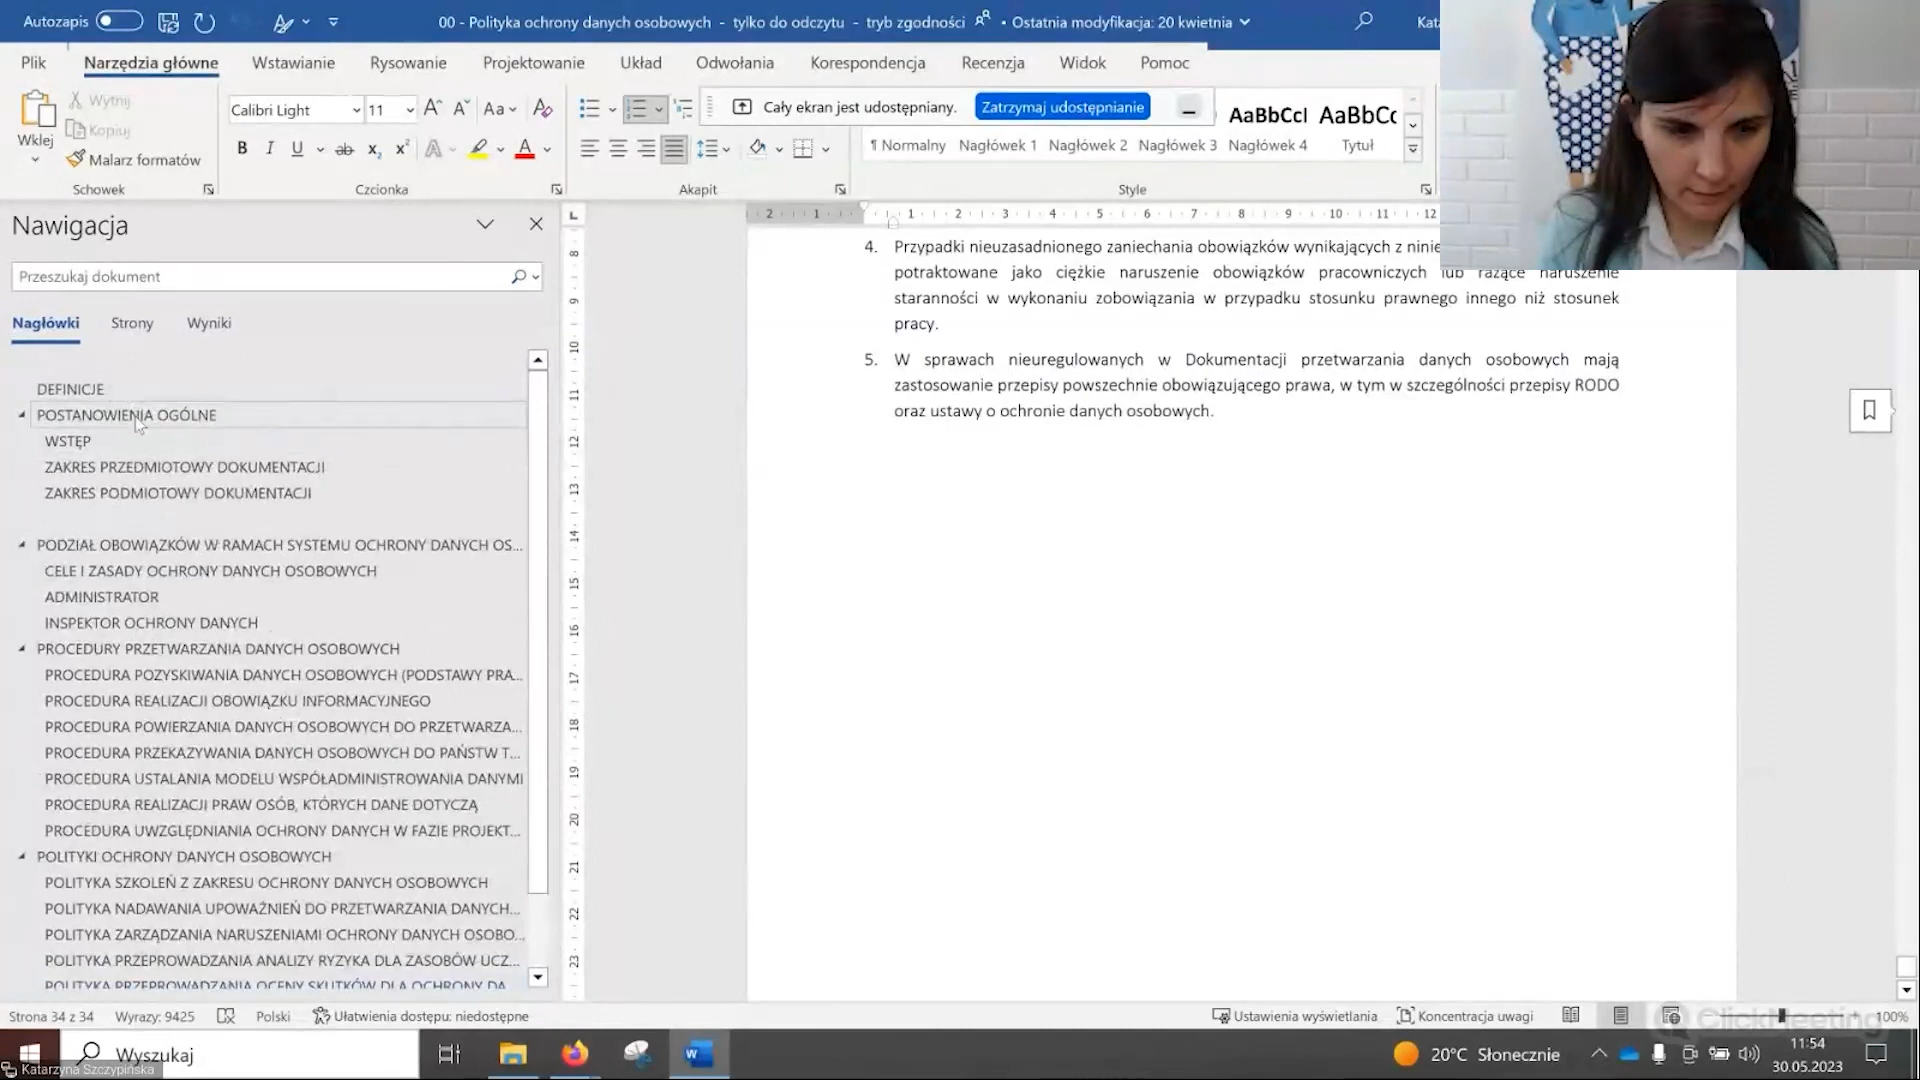 Autozapis
00 - Polityka ochrony danych osobowych - tylko do odczytu - tryb zgodności • Ostatnia modyfikacja: 20 kwietnia
Plik Narzędzia główne Wstawianie Rysowanie Projektowanie Układ Odwołania Korespondencja Recenzja Widok Pomoc
Wklej
Wytnij
Kopiuj
Malarz formatów
Schowek
Calibri Light 11
Czcionka
Akapit
Cały ekran jest udostępniany. Zatrzymaj udostępnianie
AaBbCcI AaBbCc
¶ Normalny Nagłówek 1 Nagłówek 2 Nagłówek 3 Nagłówek 4 Tytuł
Style
Nawigacja
Przeszukaj dokument
Nagłówki Strony Wyniki
DEFINICJE
POSTANOWIENIA OGÓLNE
WSTĘP
ZAKRES PRZEDMIOTOWY DOKUMENTACJI
ZAKRES PODMIOTOWY DOKUMENTACJI
PODZIAŁ OBOWIĄZKÓW W RAMACH SYSTEMU OCHRONY DANYCH OS...
CELE I ZASADY OCHRONY DANYCH OSOBOWYCH
ADMINISTRATOR
INSPEKTOR OCHRONY DANYCH
PROCEDURY PRZETWARZANIA DANYCH OSOBOWYCH
PROCEDURA POZYSKIWANIA DANYCH OSOBOWYCH (PODSTAWY PRA...
PROCEDURA REALIZACJI OBOWIĄZKU INFORMACYJNEGO
PROCEDURA POWIERZANIA DANYCH OSOBOWYCH DO PRZETWARZA...
PROCEDURA PRZEKAZYWANIA DANYCH OSOBOWYCH DO PAŃSTW T...
PROCEDURA USTALANIA MODELU WSPÓŁADMINISTROWANIA DANYMI
PROCEDURA REALIZACJI PRAW OSÓB, KTÓRYCH DANE DOTYCZĄ
PROCEDURA UWZGLĘDNIANIA OCHRONY DANYCH W FAZIE PROJEKT...
POLITYKI OCHRONY DANYCH OSOBOWYCH
POLITYKA SZKOLEŃ Z ZAKRESU OCHRONY DANYCH OSOBOWYCH
POLITYKA NADAWANIA UPOWAŻNIEŃ DO PRZETWARZANIA DANYCH...
POLITYKA ZARZĄDZANIA NARUSZENIAMI OCHRONY DANYCH OSOBO...
POLITYKA PRZEPROWADZANIA ANALIZY RYZYKA DLA ZASOBÓW UCZ...
POLITYKA PRZEPROWADZANIA OCENY SKUTKÓW DLA OCHRONY DA
4. Przypadki nieuzasadnionego zaniechania obowiązków wynikających z ninie
potraktowane jako ciężkie naruszenie obowiązków pracowniczych lub rażące naruszenie
staranności w wykonaniu zobowiązania w przypadku stosunku prawnego innego niż stosunek
pracy.
5. W sprawach nieuregulowanych w Dokumentacji przetwarzania danych osobowych mają
zastosowanie przepisy powszechnie obowiązującego prawa, w tym w szczególności przepisy RODO
oraz ustawy o ochronie danych osobowych.
Strona 34 z 34 Wyrazy: 9425 Polski Ułatwienia dostępu: niedostępne Ustawienia wyświetlania Koncentracja uwagi 100%
ClickMeeting
Wyszukaj
Katarzyna Szczypińska
20°C Słonecznie
11:54
30.05.2023